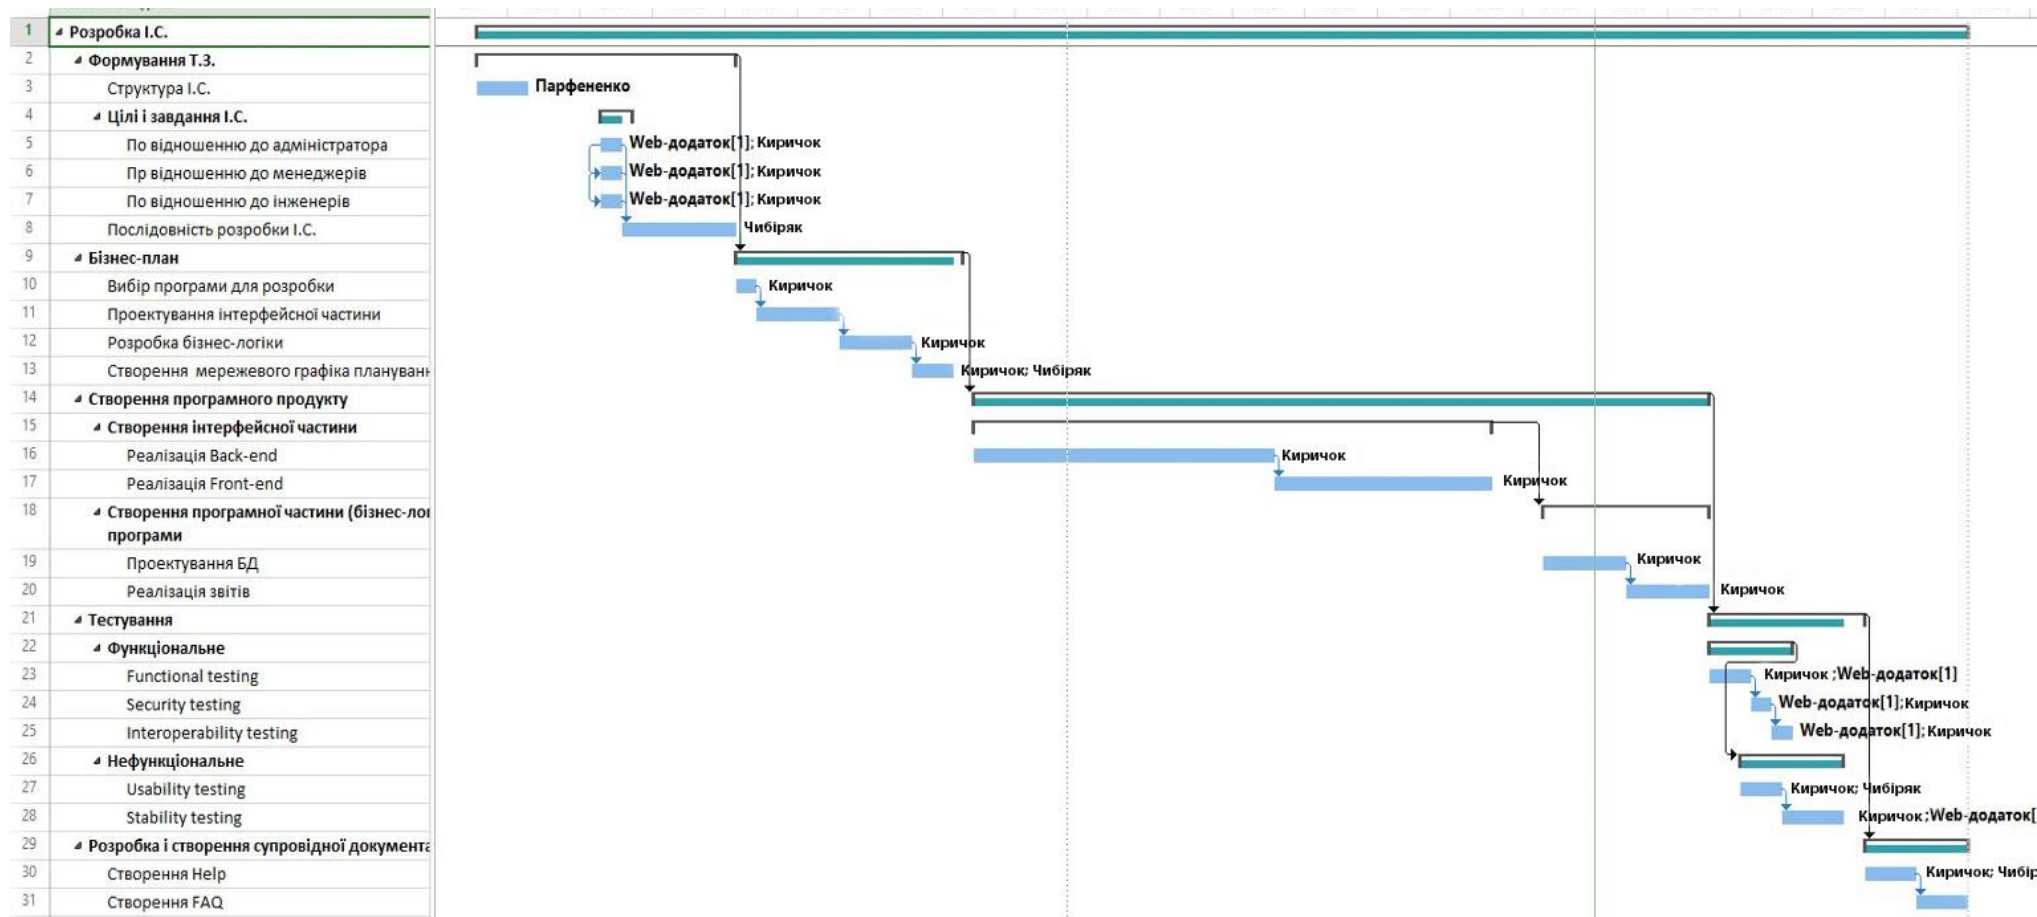 1 Розробка І.С.
2 Формування Т.З.
3 Структура І.С. Парфененко
4 Цілі і завдання І.С.
5 По відношенню до адміністратора Web-додаток[1]; Киричок
6 Пр відношенню до менеджерів Web-додаток[1]; Киричок
7 По відношенню до інженерів Web-додаток[1]; Киричок
8 Послідовність розробки І.С. Чибіряк
9 Бізнес-план
10 Вибір програми для розробки Киричок
11 Проектування інтерфейсної частини
12 Розробка бізнес-логіки Киричок
13 Створення мережевого графіка плануванн Киричок; Чибіряк
14 Створення програмного продукту
15 Створення інтерфейсної частини
16 Реалізація Back-end Киричок
17 Реалізація Front-end Киричок
18 Створення програмної частини (бізнес-лог
програми
19 Проектування БД Киричок
20 Реалізація звітів Киричок
21 Тестування
22 Функціональне
23 Functional testing Киричок ;Web-додаток[1]
24 Security testing Web-додаток[1]; Киричок
25 Interoperability testing Web-додаток[1]; Киричок
26 Нефункціональне
27 Usability testing Киричок; Чибіряк
28 Stability testing Киричок ;Web-додаток[
29 Розробка і створення супровідної документа
30 Створення Help Киричок; Чибір
31 Створення FAQ